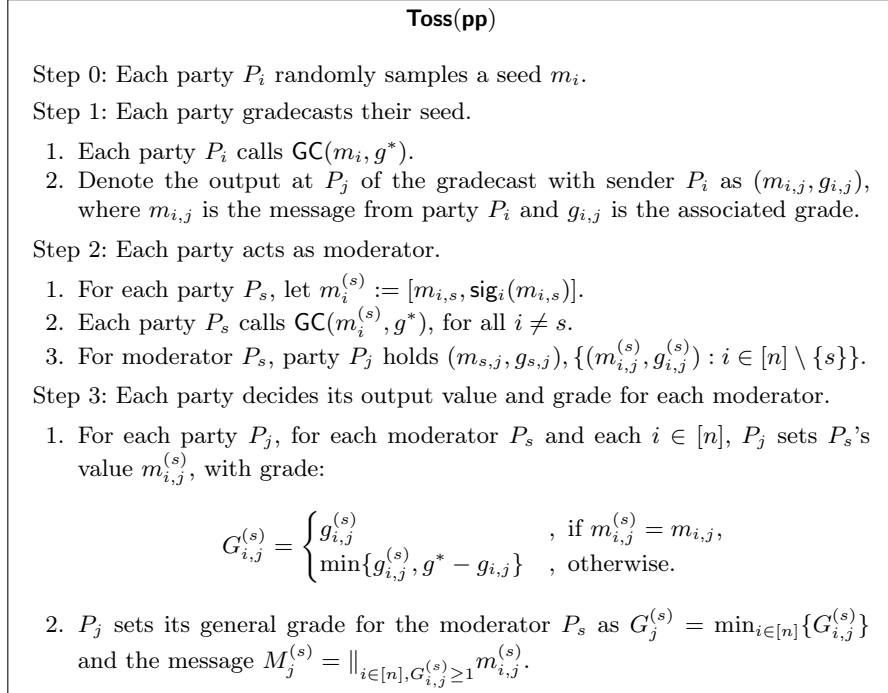 Toss(pp)
Step 0: Each party P_i randomly samples a seed m_i.
Step 1: Each party gradecasts their seed.
1. Each party P_i calls GC(m_i, g^*).
2. Denote the output at P_j of the gradecast with sender P_i as (m_{i,j}, g_{i,j}),
where m_{i,j} is the message from party P_i and g_{i,j} is the associated grade.
Step 2: Each party acts as moderator.
1. For each party P_s, let m_i^{(s)} := [m_{i,s}, sig_i(m_{i,s})].
2. Each party P_s calls GC(m_i^{(s)}, g^*), for all i ≠ s.
3. For moderator P_s, party P_j holds (m_{s,j}, g_{s,j}), {(m_{i,j}^{(s)}, g_{i,j}^{(s)}) : i ∈ [n] \ {s}}.
Step 3: Each party decides its output value and grade for each moderator.
1. For each party P_j, for each moderator P_s and each i ∈ [n], P_j sets P_s's
value m_{i,j}^{(s)}, with grade:
G_{i,j}^{(s)} = { g_{i,j}^{(s)} , if m_{i,j}^{(s)} = m_{i,j},
min{g_{i,j}^{(s)}, g^* − g_{i,j}} , otherwise.
2. P_j sets its general grade for the moderator P_s as G_j^{(s)} = min_{i∈[n]}{G_{i,j}^{(s)}}
and the message M_j^{(s)} = ∥_{i∈[n],G_{i,j}^{(s)}≥1} m_{i,j}^{(s)}.